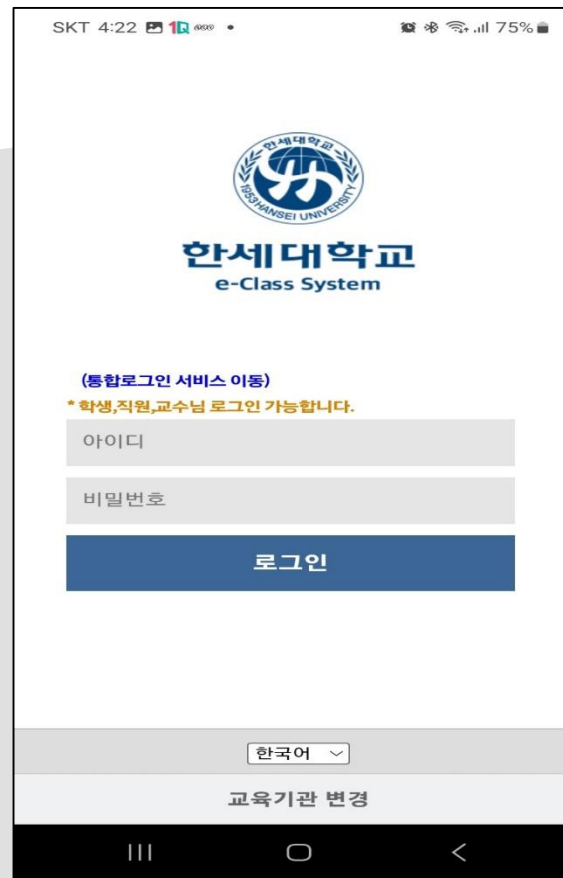 SKT 4:22 1Q
75%
한세대학교
1953 HANSEI UNIVERSITY
한세대학교
e-Class System
(통합로그인 서비스 이동)
* 학생,직원,교수님 로그인 가능합니다.
아이디
비밀번호
로그인
한국어
교육기관 변경